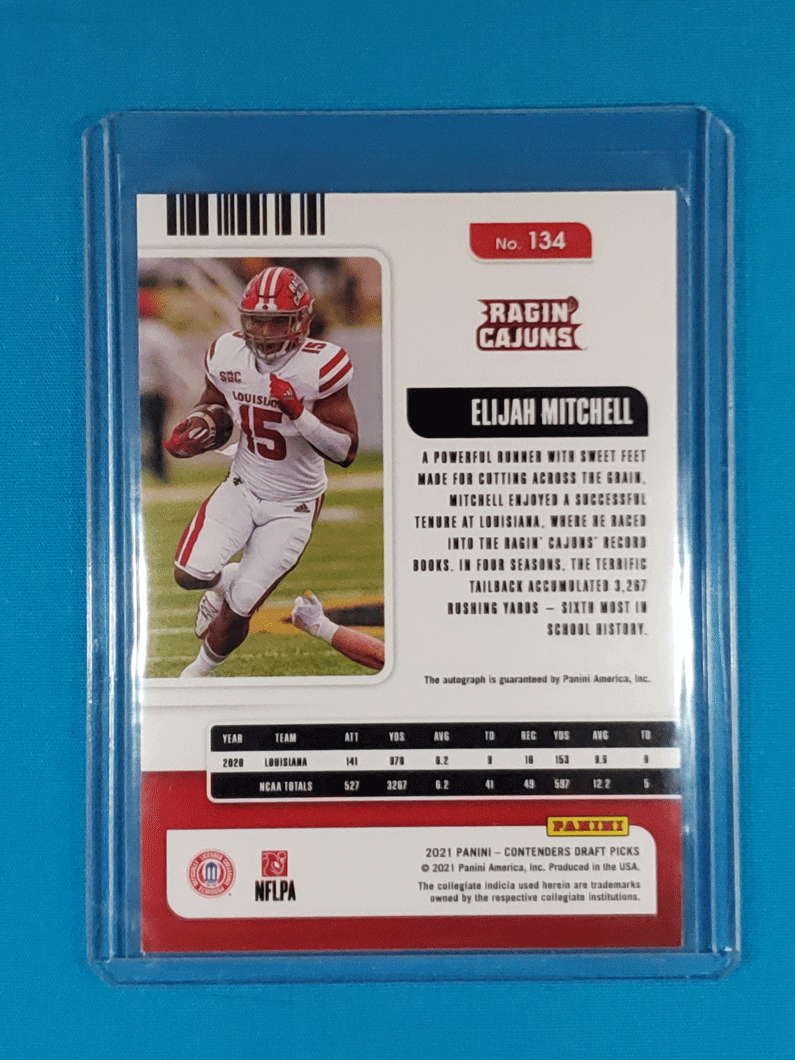 No. 134
RAGIN'
CAJUNS
ELIJAH MITCHELL
A POWERFUL RUNNER WITH SWEET FEET
MADE FOR CUTTING ACROSS THE GRAIN,
MITCHELL ENJOYED A SUCCESSFUL
TENURE AT LOUISIANA, WHERE HE RACED
INTO THE RAGIN' CAJUNS' RECORD
BOOKS. IN FOUR SEASONS, THE TERRIFIC
TAILBACK ACCUMULATED 3,267
RUSHING YARDS — SIXTH MOST IN
SCHOOL HISTORY.
SBC
LOUISI
15
15
The autograph is guaranteed by Panini America, Inc.
YEAR TEAM ATT YDS AVG TD REC YDS AVG TD
2020 LOUISIANA 141 878 6.2 16 153 0
NCAA TOTALS 527 3267 6.2 41 49 597 12.2 5
PANINI
2021 PANINI – CONTENDERS DRAFT PICKS
© 2021 Panini America, Inc. Produced in the USA.
The collegiate indicia used herein are trademarks
owned by the respective collegiate institutions.
NFLPA